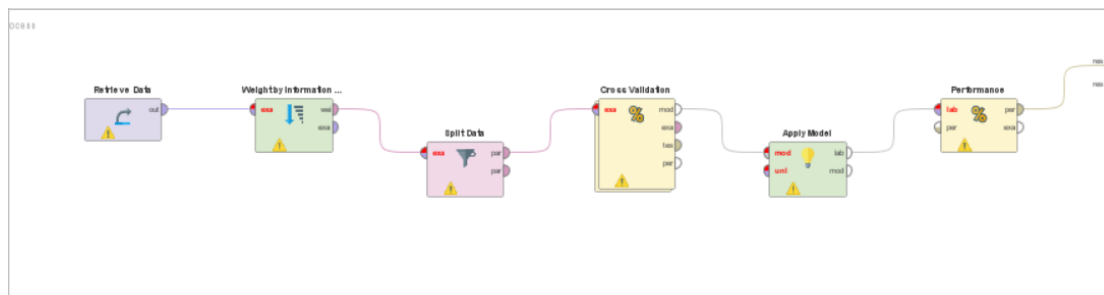 ocess
Retrieve Data
out
Weight by Information ...
exa
wei
exa
Split Data
exa
par
par
Cross Validation
exa
mod
exa
tes
per
Apply Model
mod
unl
lab
mod
Performance
lab
per
per
exa
res
res